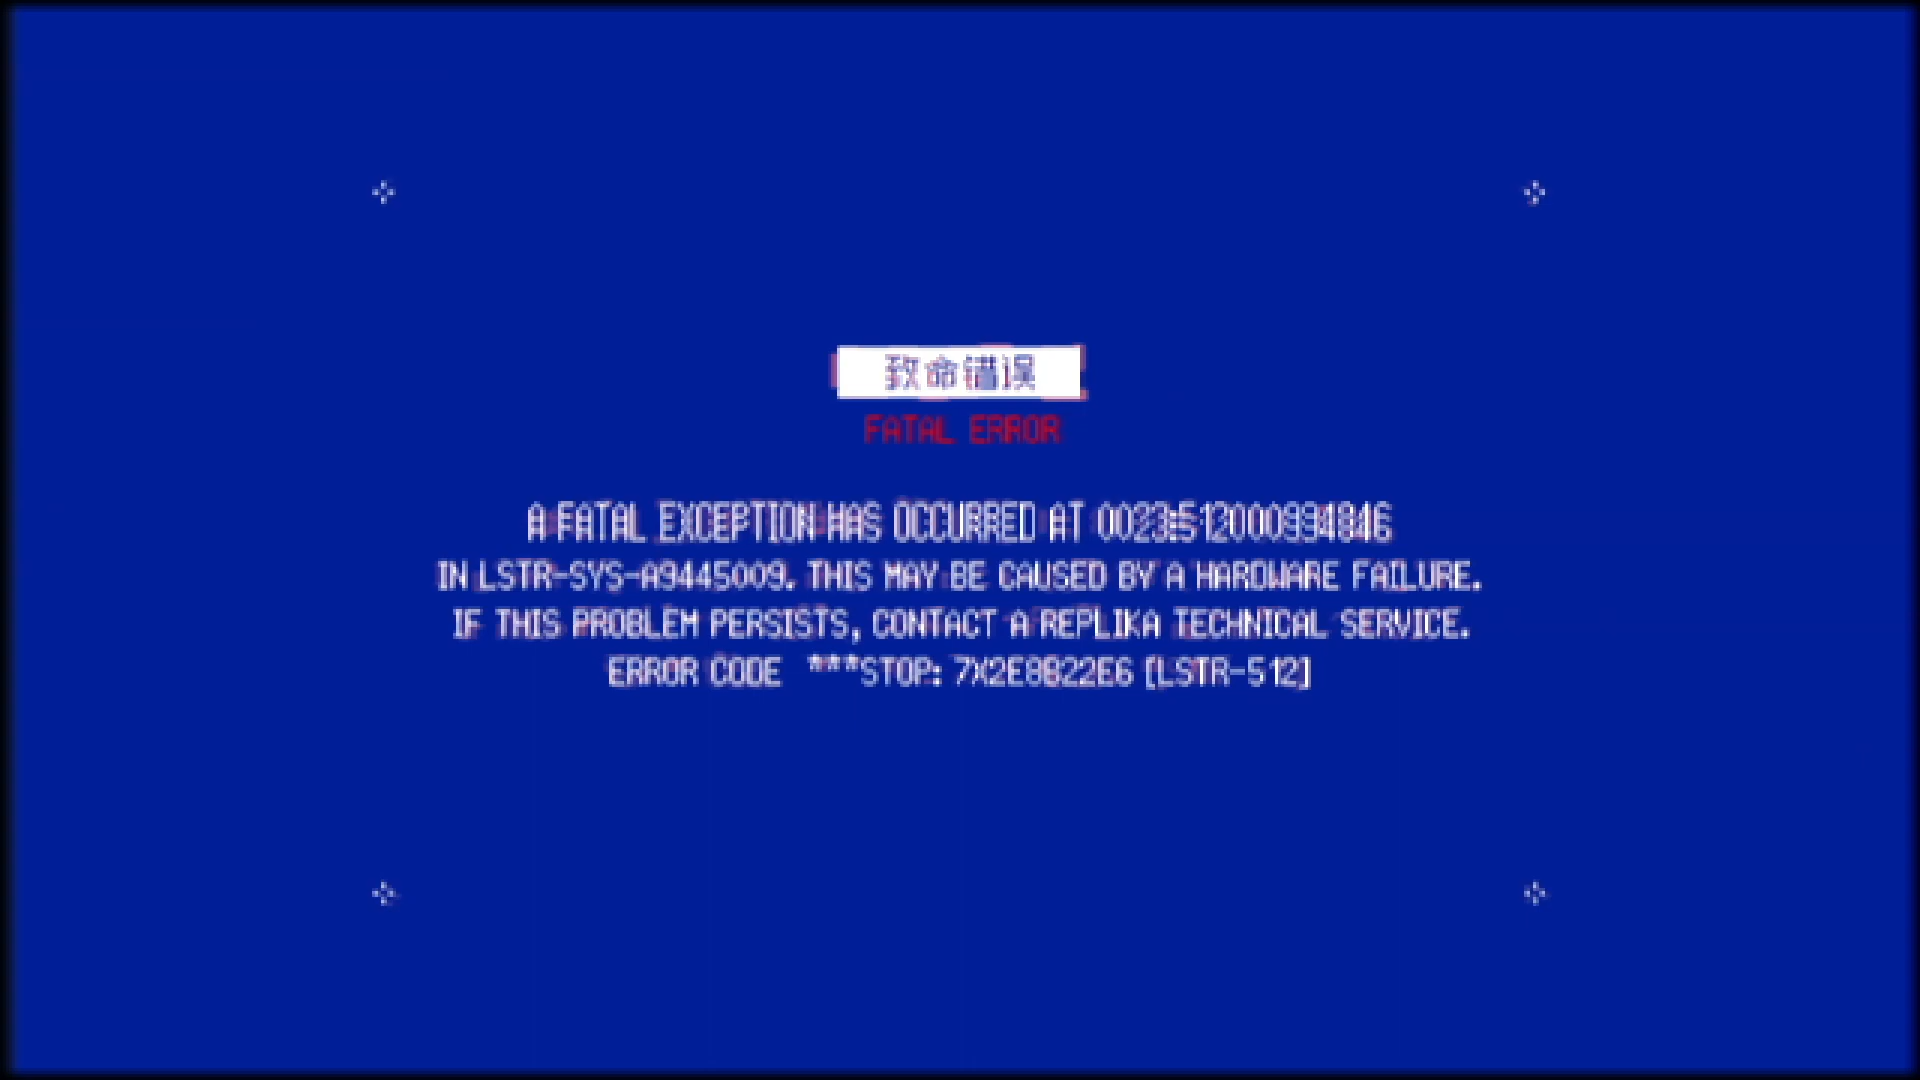 致命错误
FATAL ERROR
A FATAL EXCEPTION HAS OCCURRED AT 0023:512000994846
IN LSTR-SYS-A9445009. THIS MAY BE CAUSED BY A HARDWARE FAILURE.
IF THIS PROBLEM PERSISTS, CONTACT A REPLIKA TECHNICAL SERVICE.
ERROR CODE ***STOP: 7X2E8B22E6 [LSTR-512]